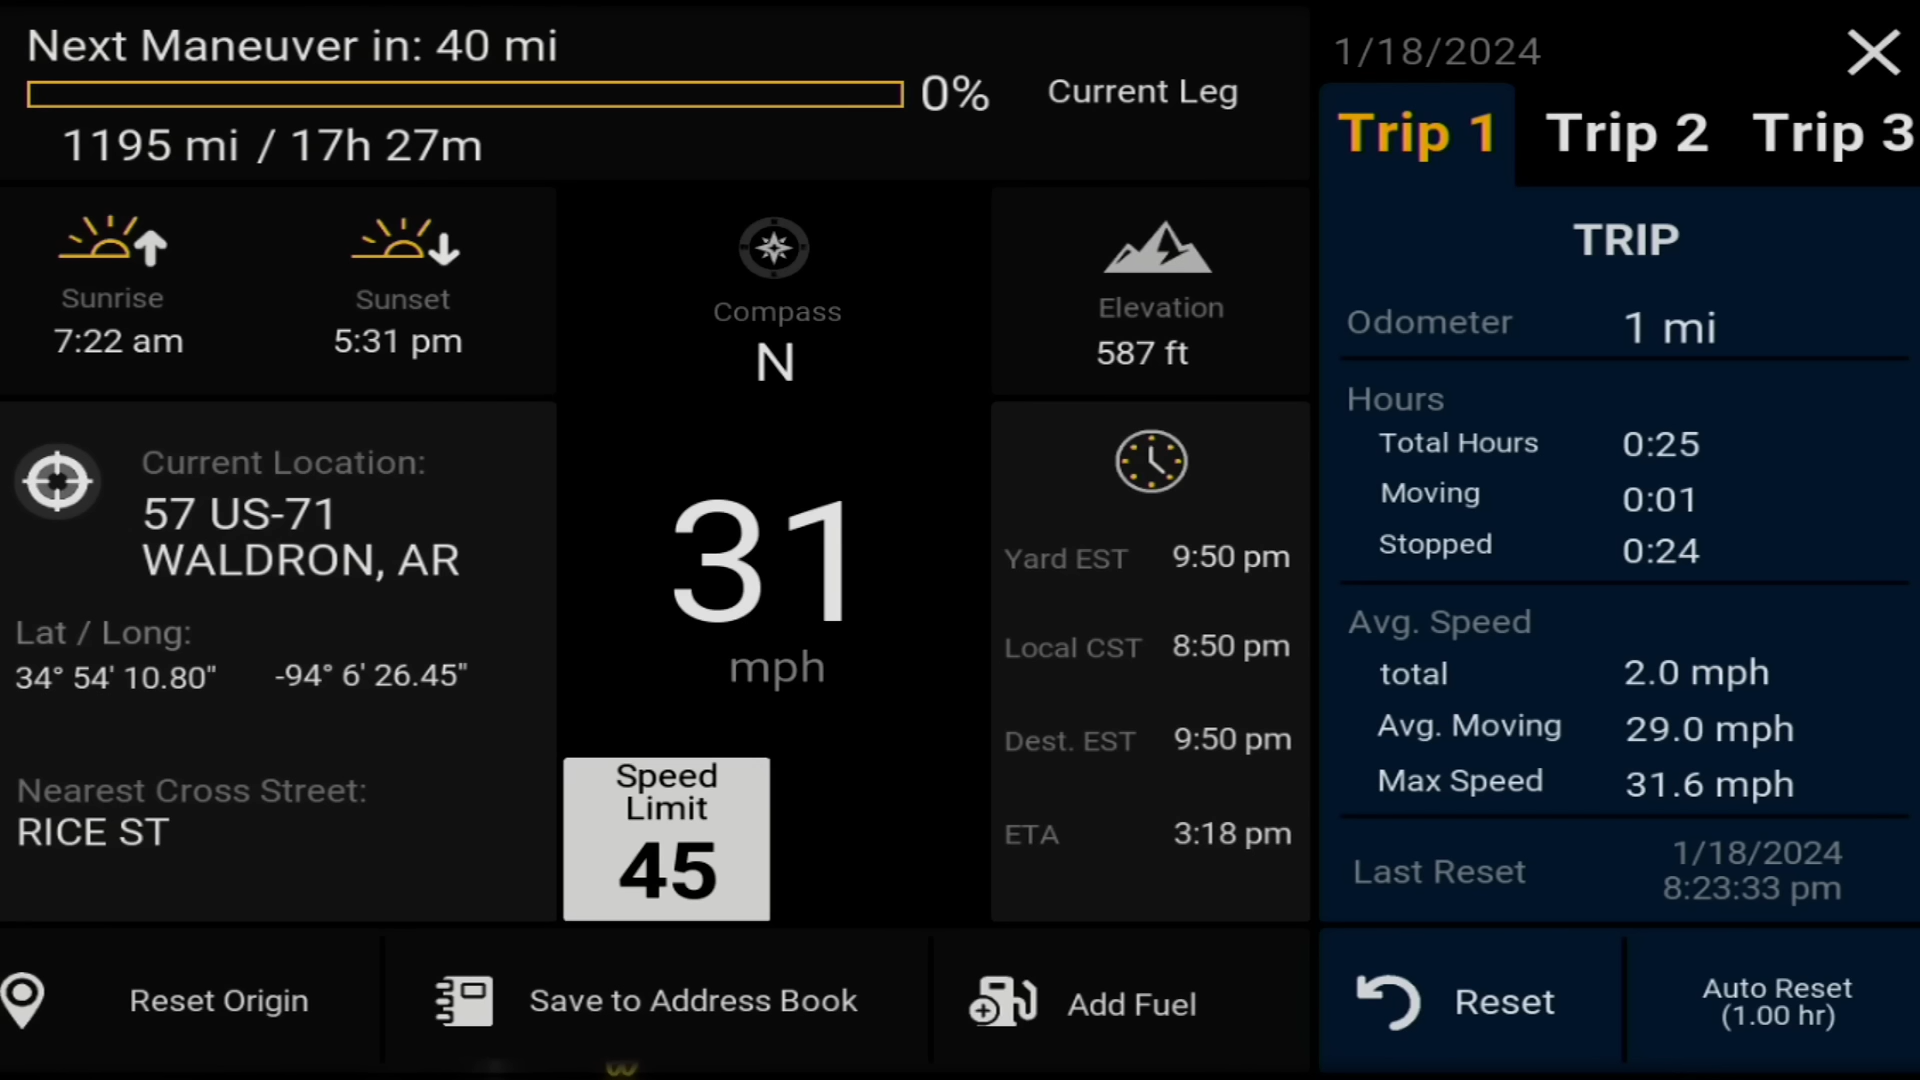 Next Maneuver in: 40 mi
0%
Current Leg
1195 mi / 17h 27m
Sunrise
7:22 am
Sunset
5:31 pm
Compass
N
Elevation
587 ft
Current Location:
57 US-71
WALDRON, AR
Lat / Long:
34° 54' 10.80" -94° 6' 26.45"
Nearest Cross Street:
RICE ST
31
mph
Speed
Limit
45
Yard EST 9:50 pm
Local CST 8:50 pm
Dest. EST 9:50 pm
ETA 3:18 pm
Reset Origin
Save to Address Book
Add Fuel
1/18/2024
Trip 1 Trip 2 Trip 3
TRIP
Odometer 1 mi
Hours
Total Hours 0:25
Moving 0:01
Stopped 0:24
Avg. Speed
total 2.0 mph
Avg. Moving 29.0 mph
Max Speed 31.6 mph
Last Reset 1/18/2024
8:23:33 pm
Reset
Auto Reset
(1.00 hr)